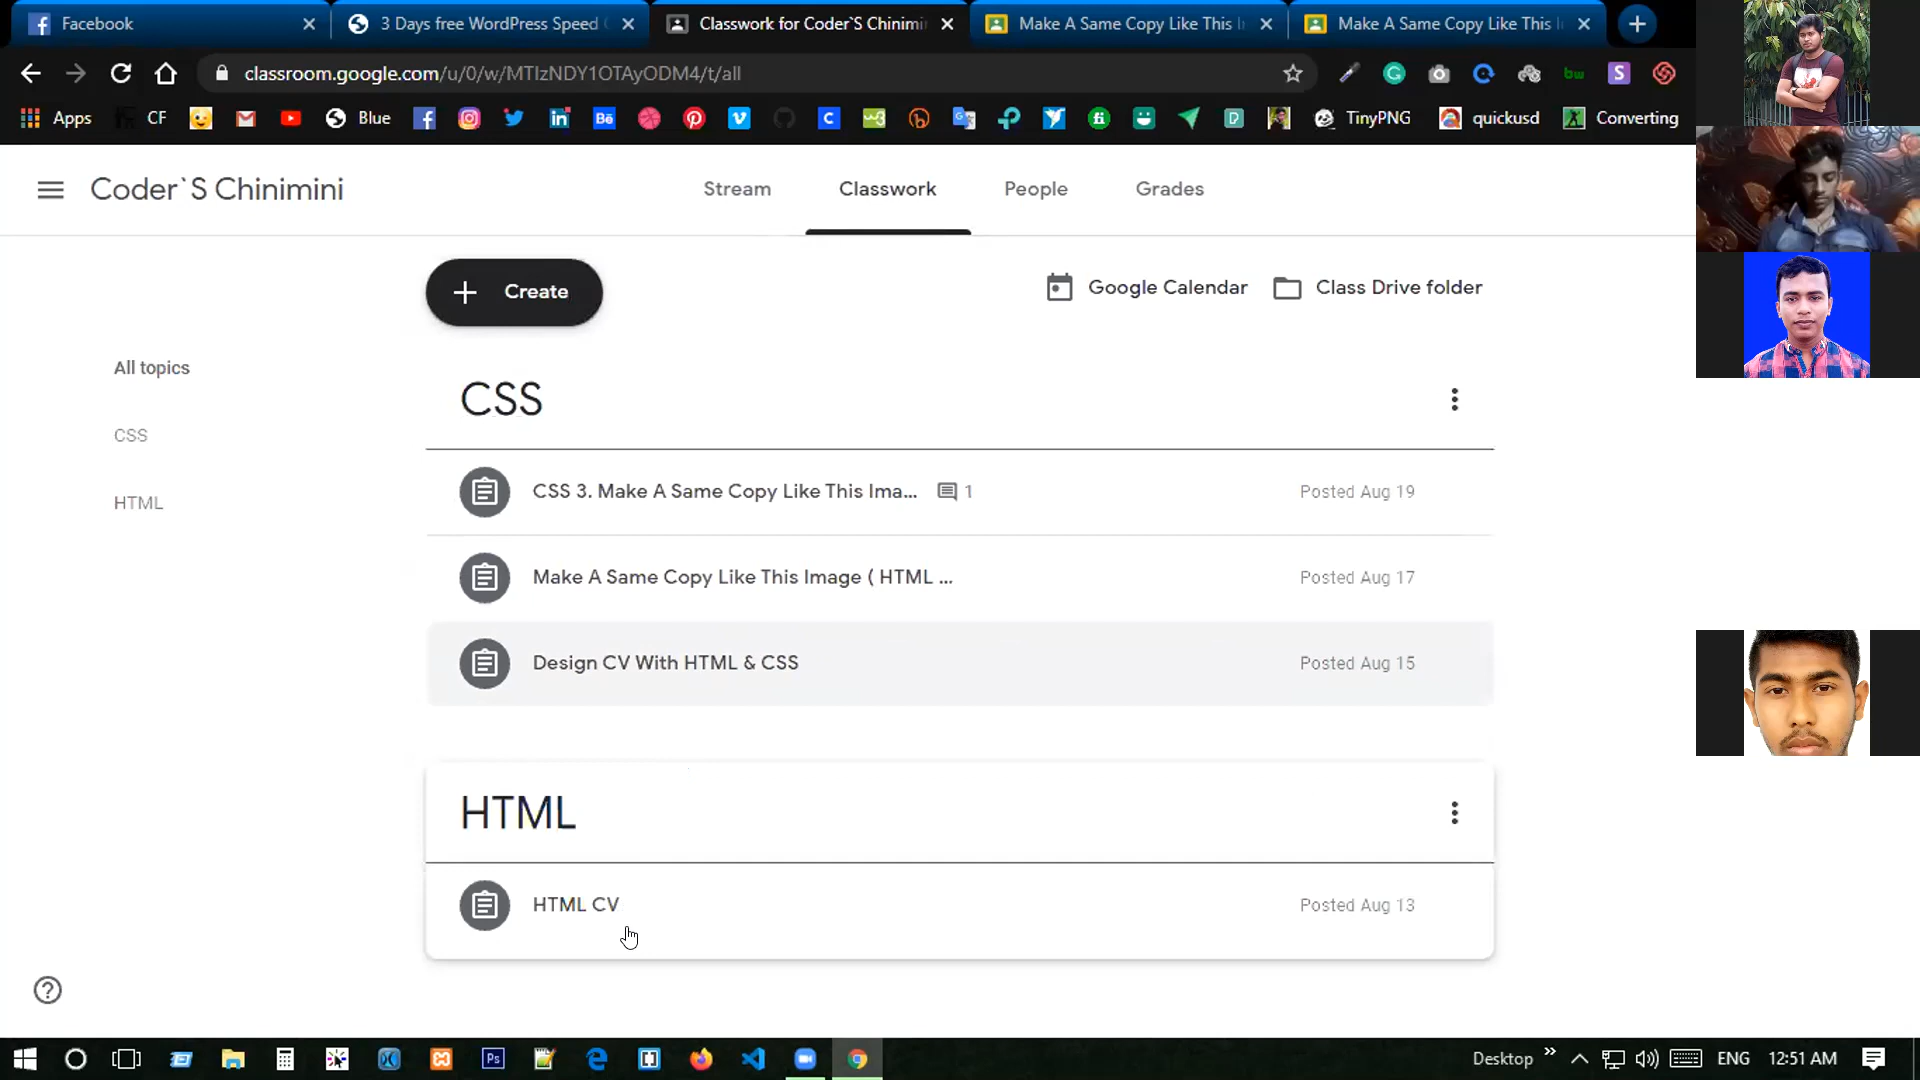 Facebook
3 Days free WordPress Speed
Classwork for Coder`S Chinimin
Make A Same Copy Like This I
Make A Same Copy Like This I
classroom.google.com/u/0/w/MTIzNDY1OTAyODM4/t/all
Apps
CF
Blue
TinyPNG
quickusd
Converting
Coder`S Chinimini
Stream
Classwork
People
Grades
Create
Google Calendar
Class Drive folder
All topics
CSS
HTML
CSS
CSS 3. Make A Same Copy Like This Ima... 1 Posted Aug 19
Make A Same Copy Like This Image ( HTML ... Posted Aug 17
Design CV With HTML & CSS Posted Aug 15
HTML
HTML CV Posted Aug 13
Desktop
ENG
12:51 AM